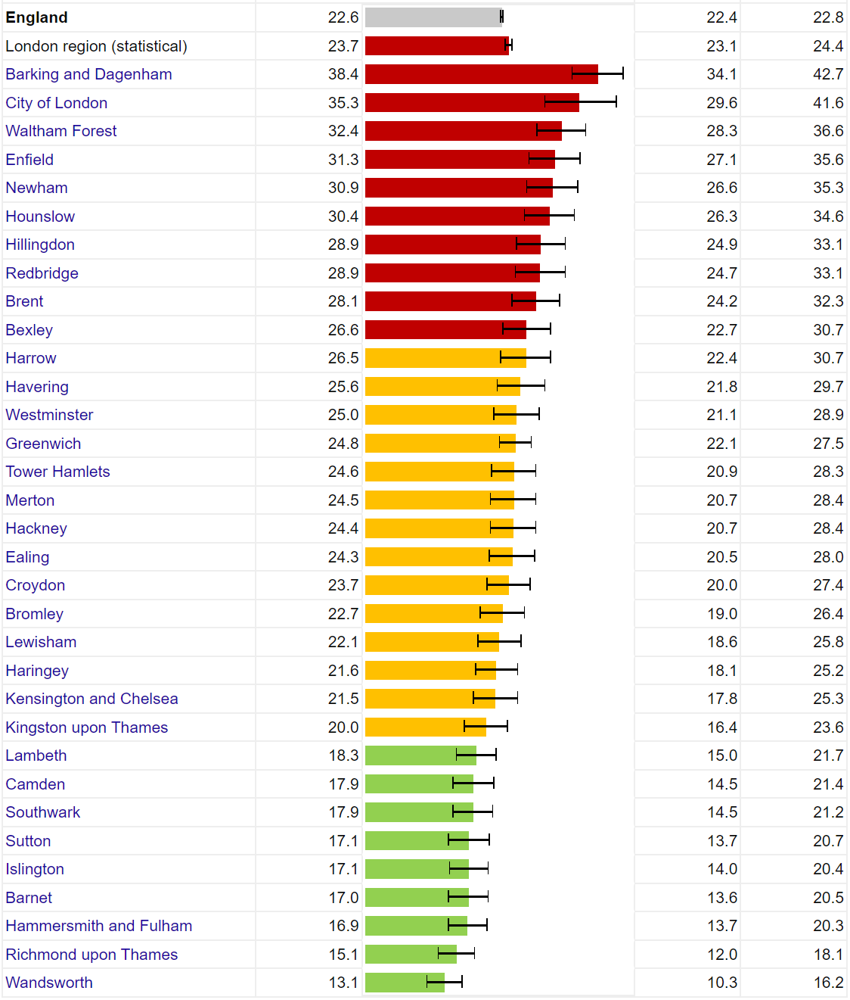 England 22.6 22.4 22.8
London region (statistical) 23.7 23.1 24.4
Barking and Dagenham 38.4 34.1 42.7
City of London 35.3 29.6 41.6
Waltham Forest 32.4 28.3 36.6
Enfield 31.3 27.1 35.6
Newham 30.9 26.6 35.3
Hounslow 30.4 26.3 34.6
Hillingdon 28.9 24.9 33.1
Redbridge 28.9 24.7 33.1
Brent 28.1 24.2 32.3
Bexley 26.6 22.7 30.7
Harrow 26.5 22.4 30.7
Havering 25.6 21.8 29.7
Westminster 25.0 21.1 28.9
Greenwich 24.8 22.1 27.5
Tower Hamlets 24.6 20.9 28.3
Merton 24.5 20.7 28.4
Hackney 24.4 20.7 28.4
Ealing 24.3 20.5 28.0
Croydon 23.7 20.0 27.4
Bromley 22.7 19.0 26.4
Lewisham 22.1 18.6 25.8
Haringey 21.6 18.1 25.2
Kensington and Chelsea 21.5 17.8 25.3
Kingston upon Thames 20.0 16.4 23.6
Lambeth 18.3 15.0 21.7
Camden 17.9 14.5 21.4
Southwark 17.9 14.5 21.2
Sutton 17.1 13.7 20.7
Islington 17.1 14.0 20.4
Barnet 17.0 13.6 20.5
Hammersmith and Fulham 16.9 13.7 20.3
Richmond upon Thames 15.1 12.0 18.1
Wandsworth 13.1 10.3 16.2